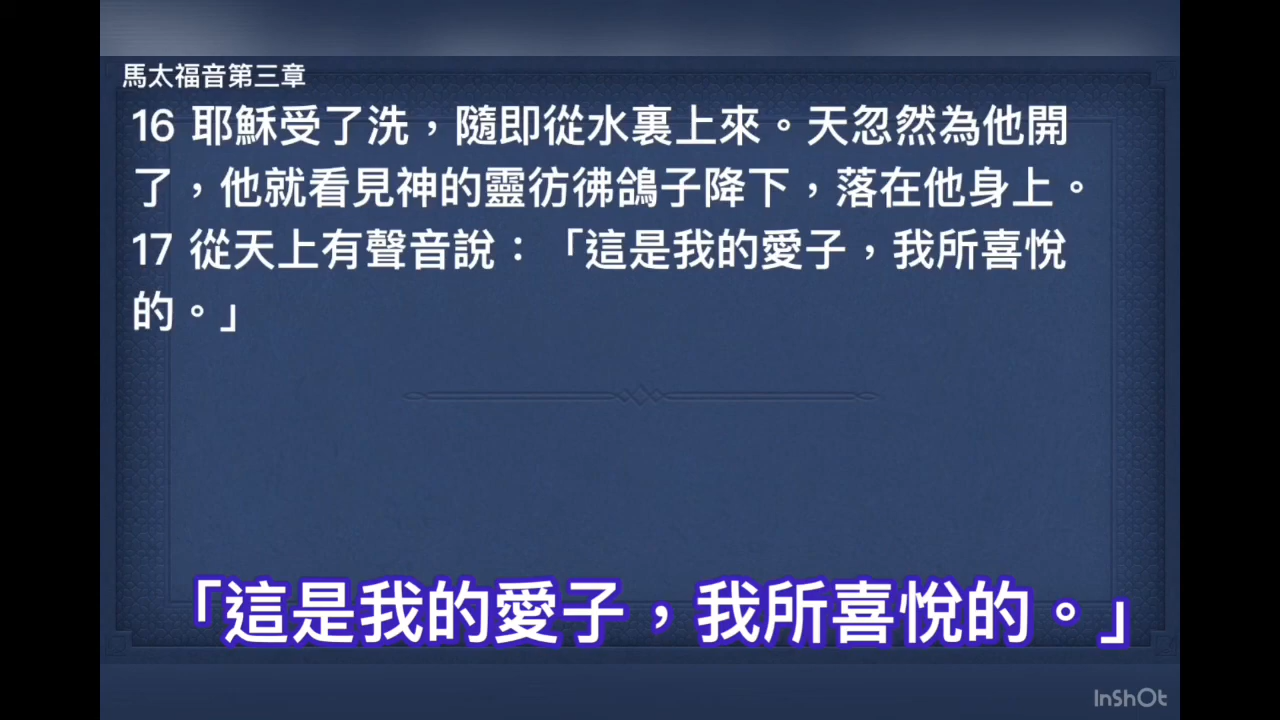 馬太福音第三章
16 耶穌受了洗，隨即從水裏上來。天忽然為他開
了，他就看見神的靈彷彿鴿子降下，落在他身上。
17 從天上有聲音說：「這是我的愛子，我所喜悅
的。」
「這是我的愛子，我所喜悅的。」
InShOt